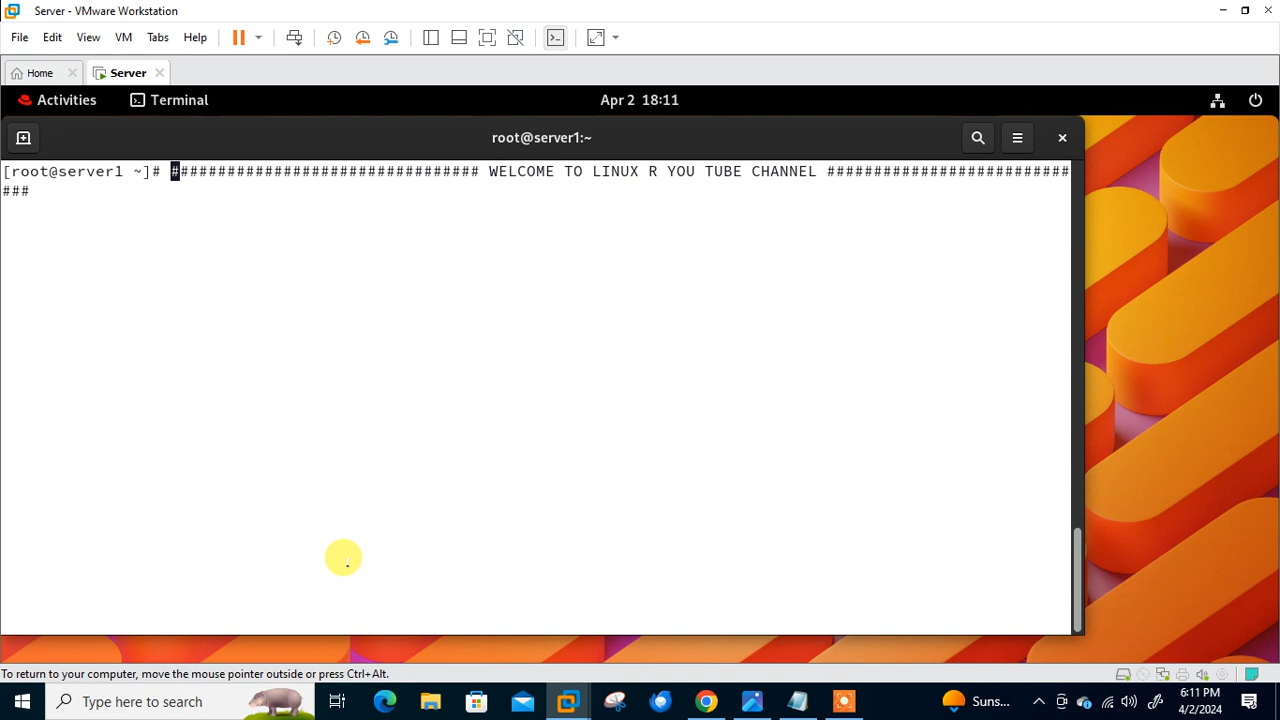 Server - VMware Workstation
File Edit View VM Tabs Help
Home Server
Activities Terminal Apr 2 18:11
root@server1:~
[root@server1 ~]# ################################# WELCOME TO LINUX R YOU TUBE CHANNEL ##########################
###
To return to your computer, move the mouse pointer outside or press Ctrl+Alt.
Type here to search
Suns...
6:11 PM
4/2/2024